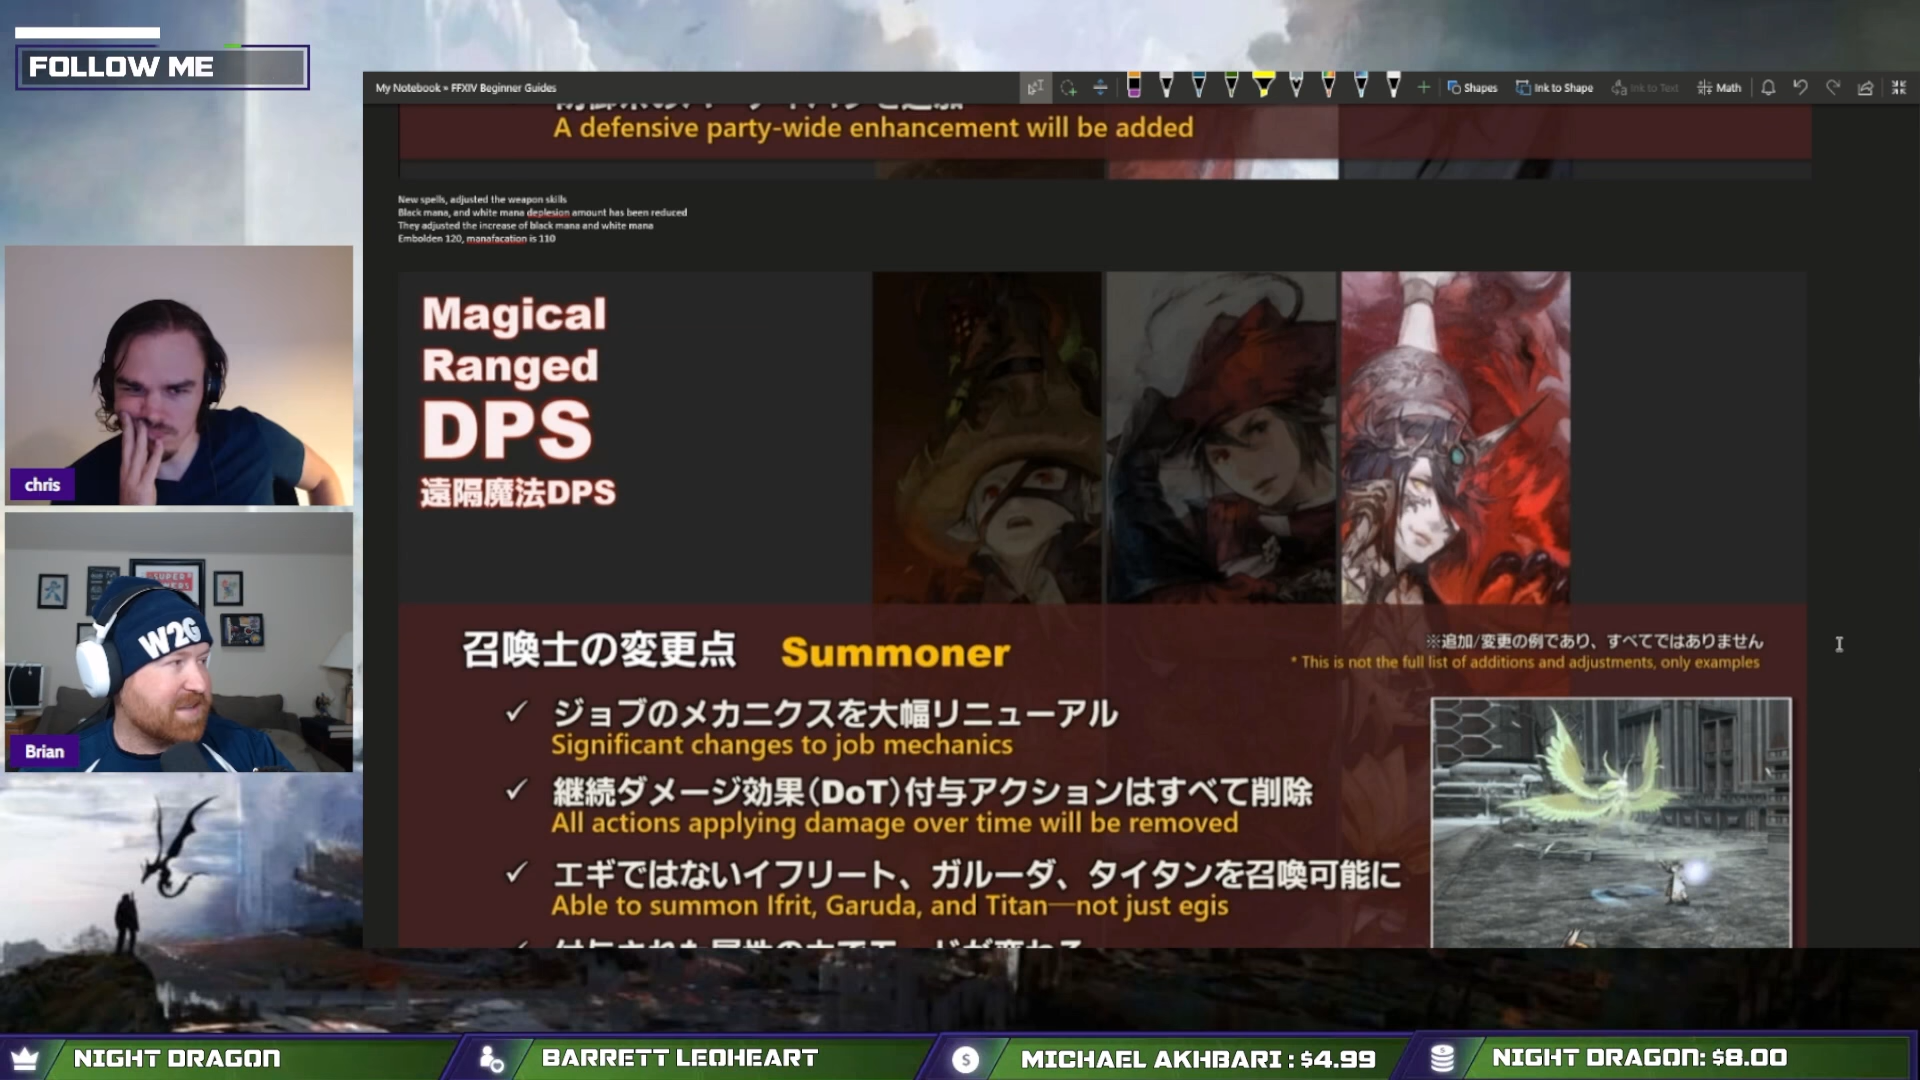 FOLLOW ME
My Notebook » FFXIV Beginner Guides
Shapes
Ink to Shape
Ink to Text
Math
A defensive party-wide enhancement will be added
New spells, adjusted the weapon skills
Black mana, and white mana deplesion amount has been reduced
They adjusted the increase of black mana and white mana
Embolden 120, manafacation is 110
Magical
Ranged
DPS
遠隔魔法DPS
召喚士の変更点 Summoner
※追加/変更の例であり、すべてではありません
* This is not the full list of additions and adjustments, only examples
✓ ジョブのメカニクスを大幅リニューアル
Significant changes to job mechanics
✓ 継続ダメージ効果(DoT)付与アクションはすべて削除
All actions applying damage over time will be removed
✓ エギではないイフリート、ガルーダ、タイタンを召喚可能に
Able to summon Ifrit, Garuda, and Titan—not just egis
chris
SUPER
W2G
Brian
NIGHT DRAGON
BARRETT LEOHEART
MICHAEL AKHBARI : $4.99
NIGHT DRAGON: $8.00